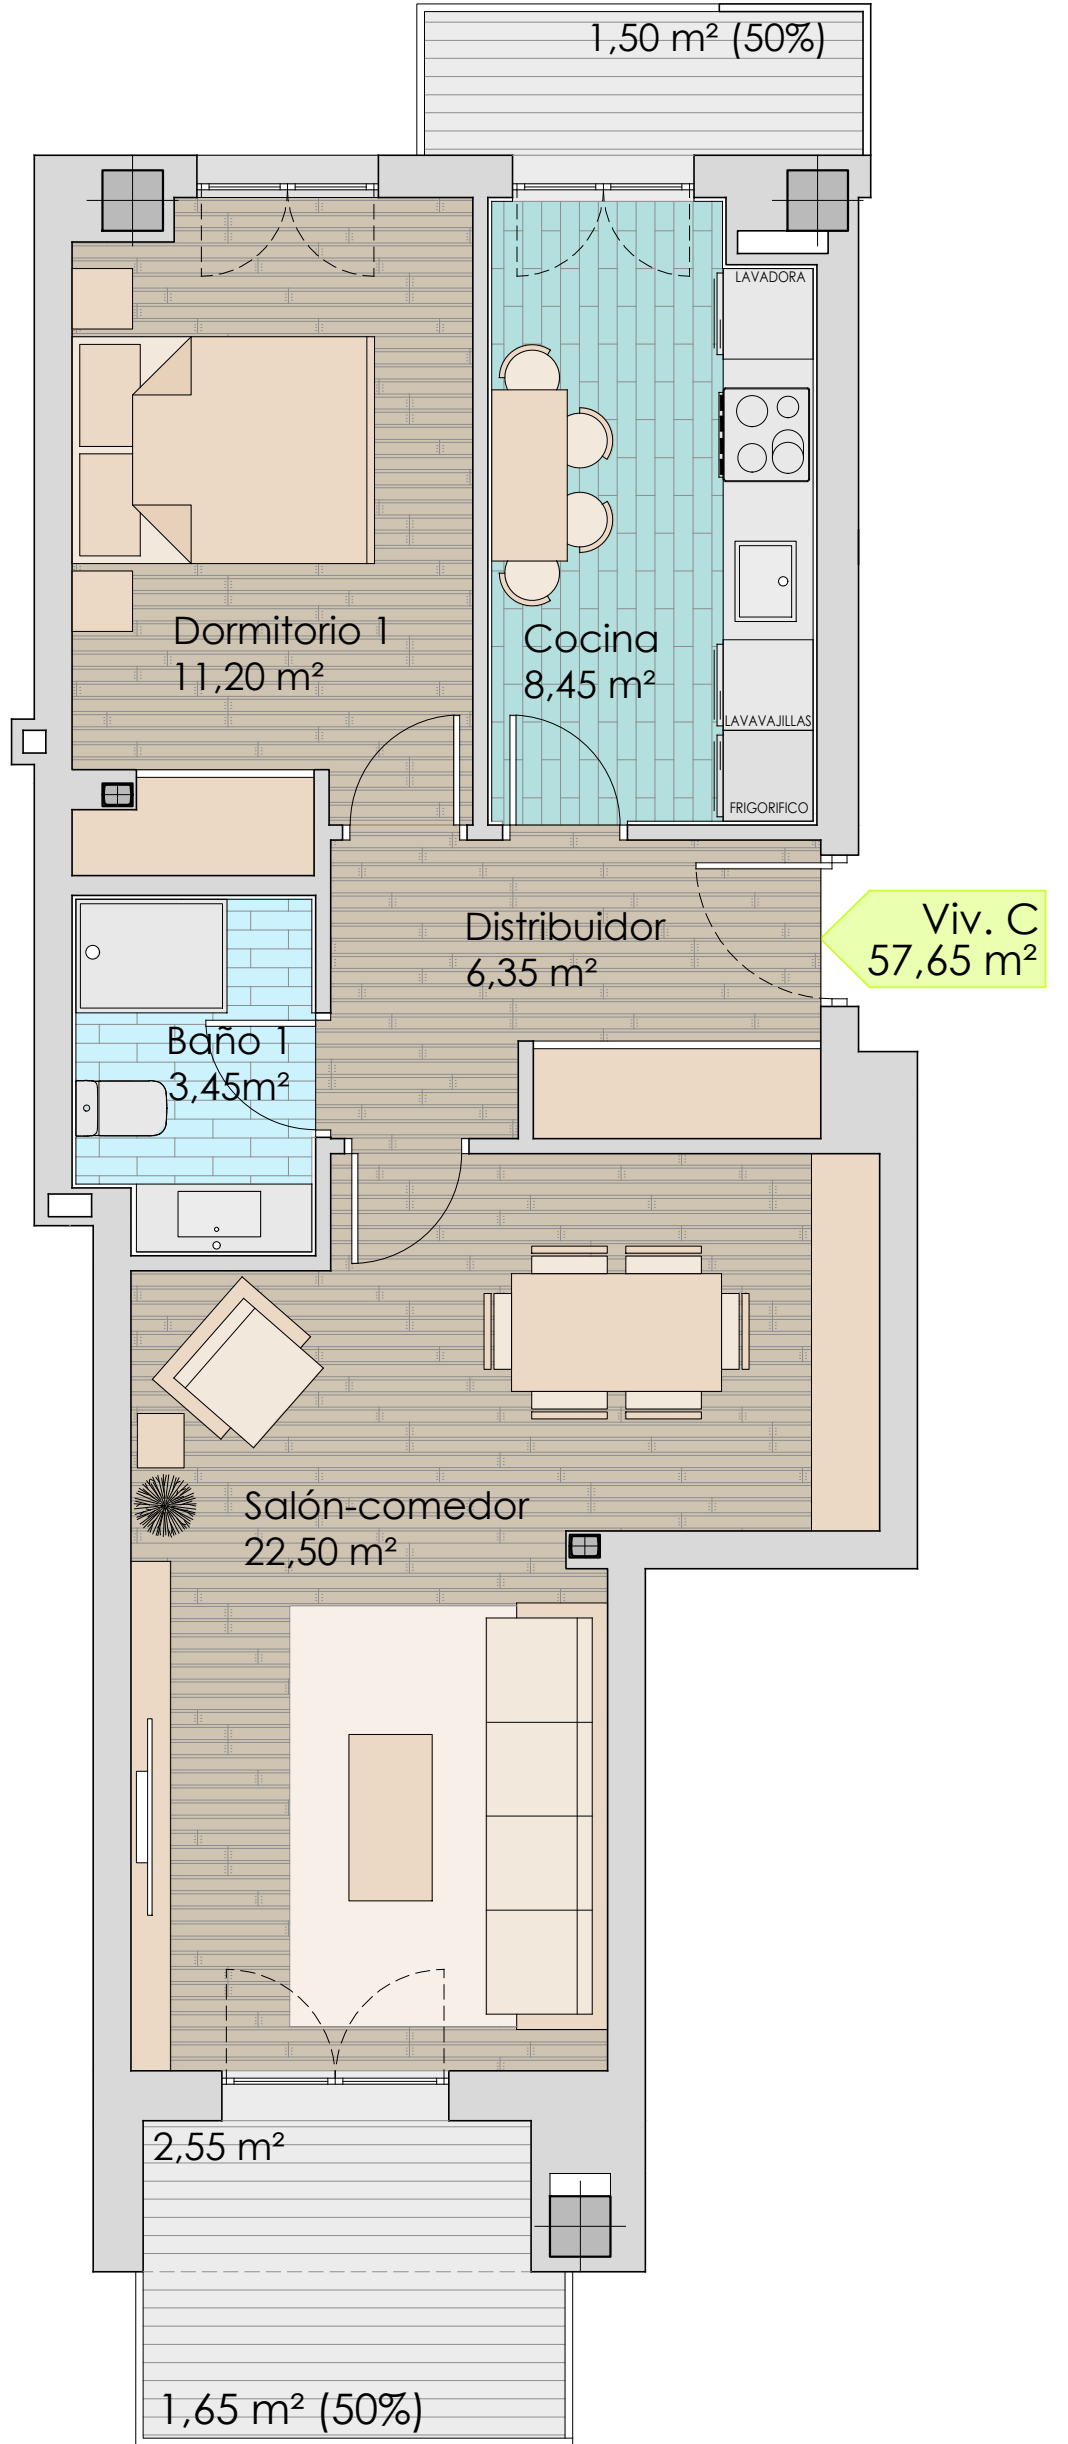 1,50 m² (50%)
LAVADORA
Dormitorio 1
11,20 m²
Cocina
8,45 m²
LAVAVAJILLAS
FRIGORIFICO
Distribuidor
6,35 m²
Viv. C
57,65 m²
Baño 1
3,45m²
Salón-comedor
22,50 m²
2,55 m²
1,65 m² (50%)